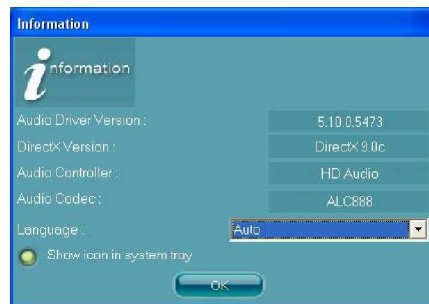 Information
information
Audio Driver Version :
5.10.0.5473
DirectX Version :
DirectX 9.0c
Audio Controller :
HD Audio
Audio Codec :
ALC888
Language :
Auto
Show icon in system tray
OK